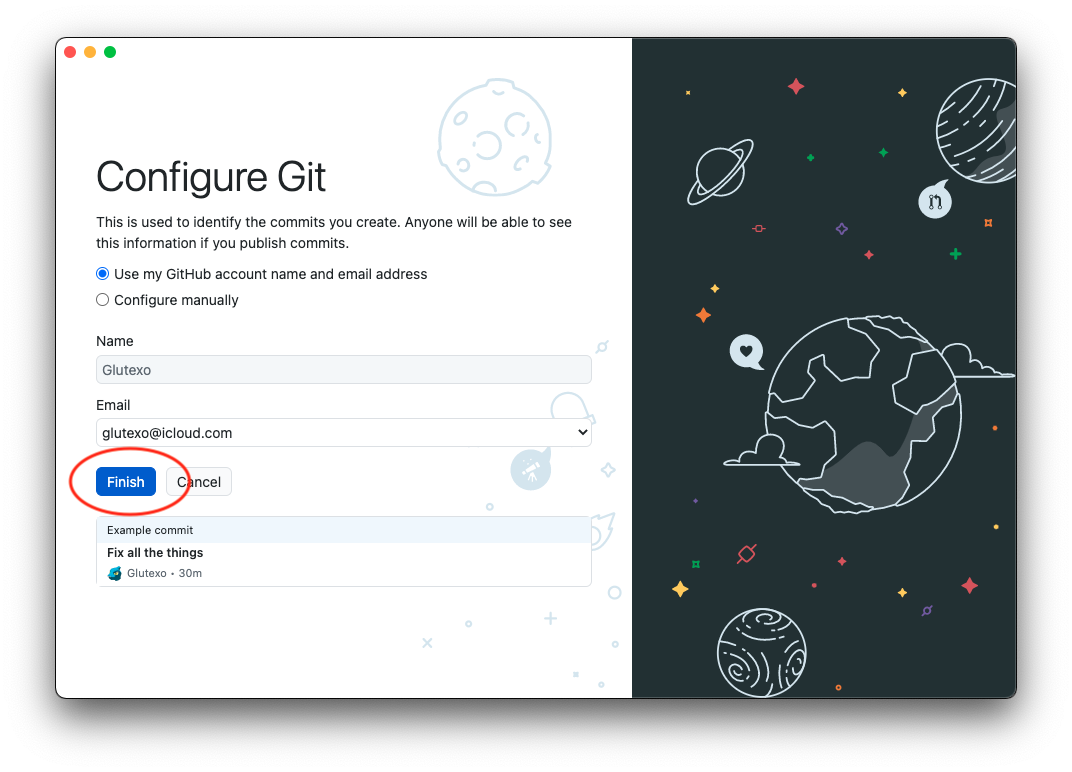 Configure Git
This is used to identify the commits you create. Anyone will be able to see
this information if you publish commits.
Use my GitHub account name and email address
Configure manually
Name
Glutexo
Email
glutexo@icloud.com
Finish Cancel
Example commit
Fix all the things
Glutexo • 30m